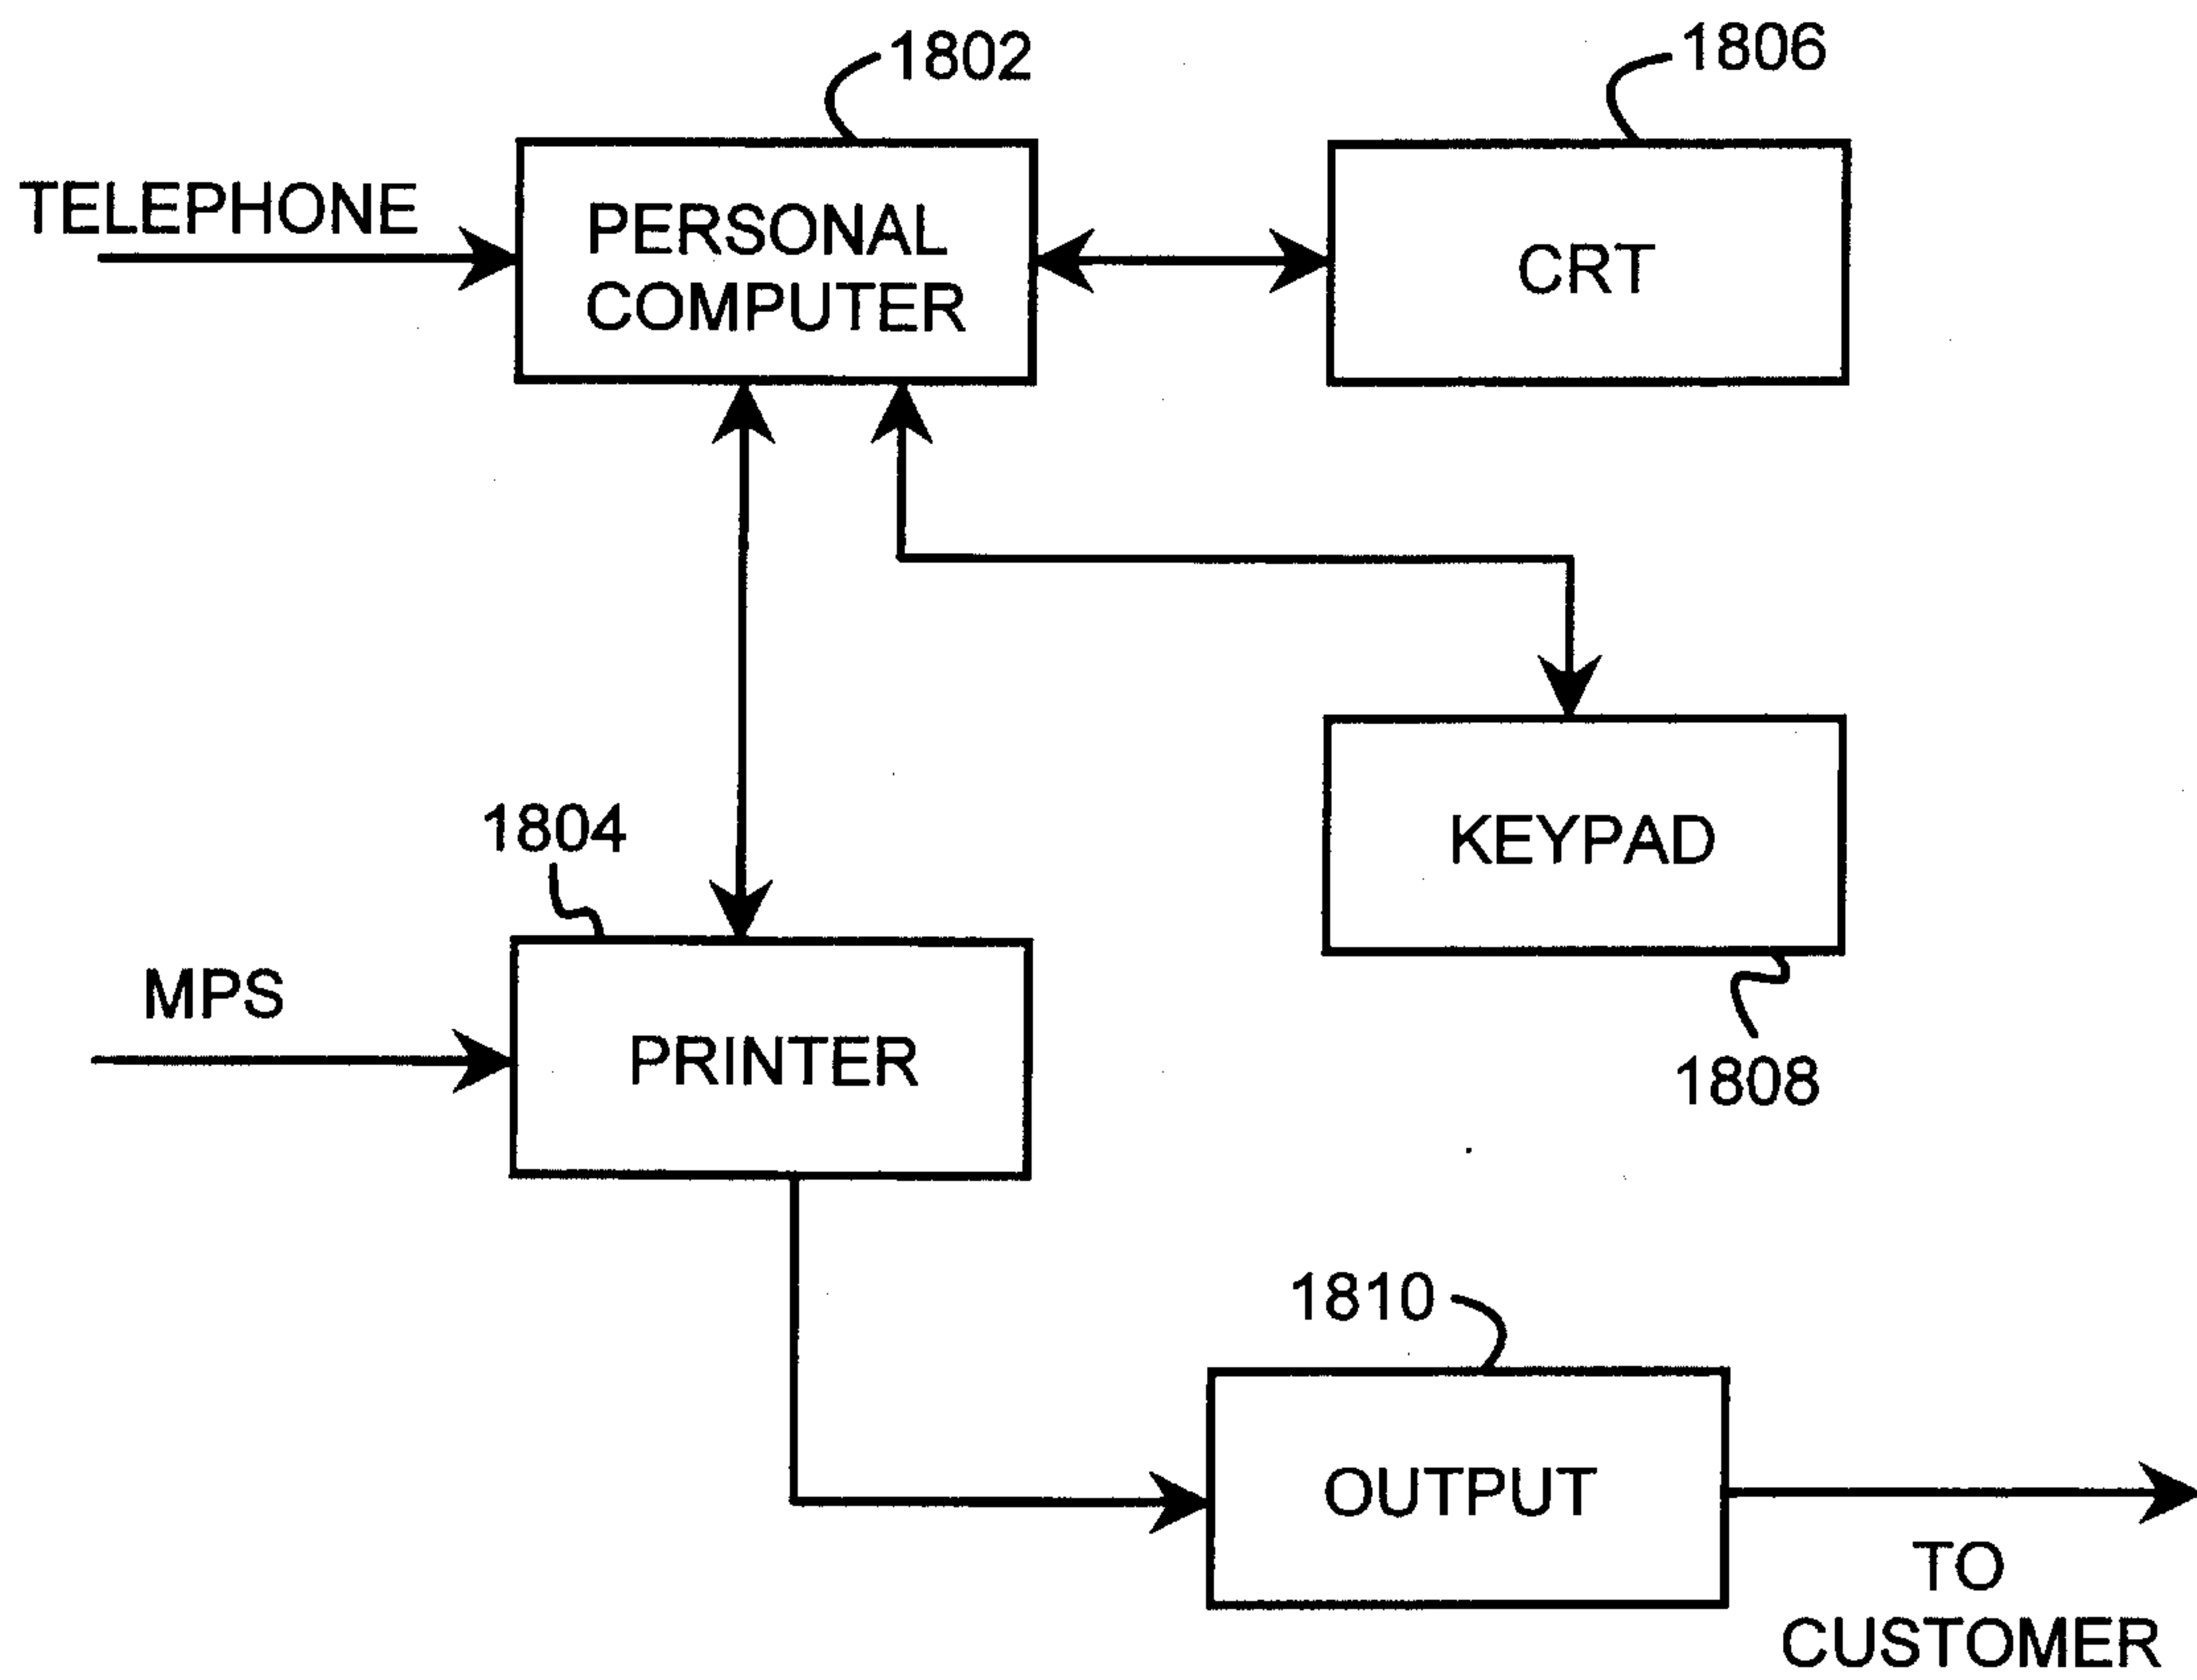 1802
1806
TELEPHONE
PERSONAL
COMPUTER
CRT
1804
KEYPAD
MPS
PRINTER
1808
1810
OUTPUT
TO
CUSTOMER